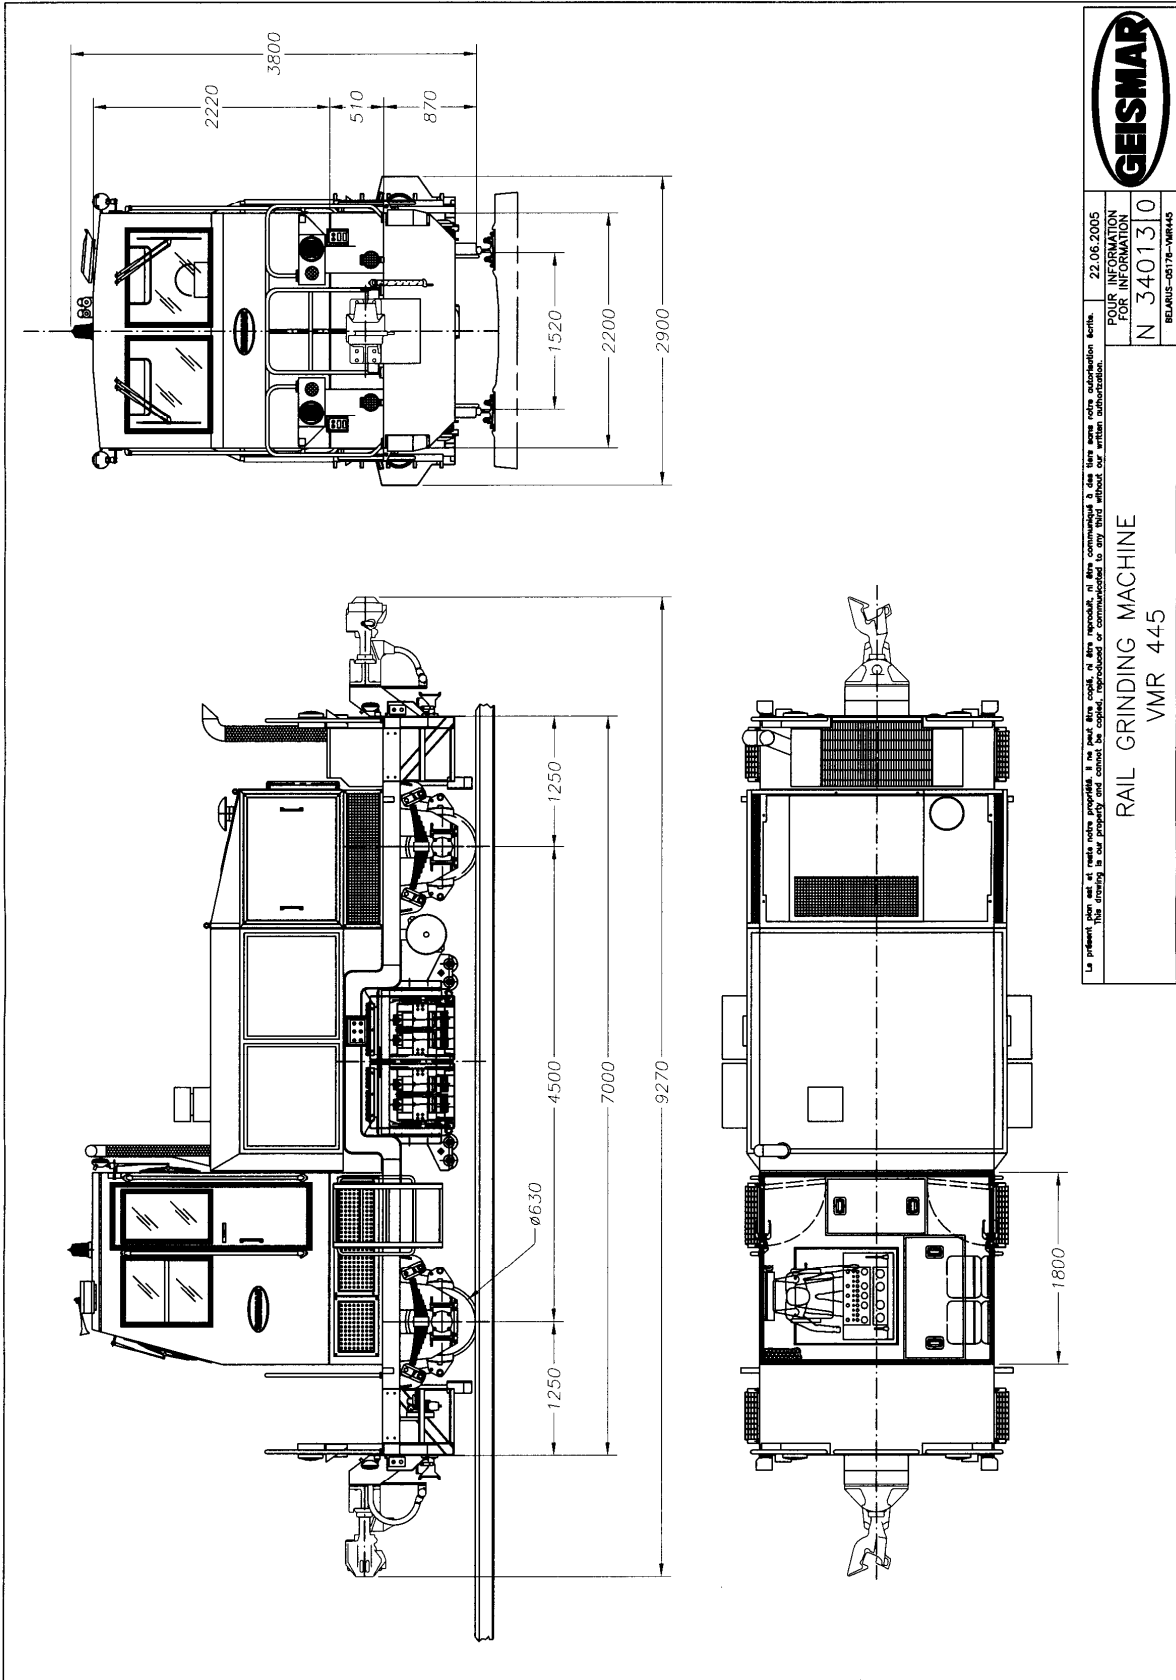 3800
2220
510
870
1520
2200
2900
1250
4500
1250
7000
9270
ø630
1800
Le présent plan est et reste notre propriété. Il ne peut être copié, ni être reproduit, ni être communiqué à des tiers sans notre autorisation écrite.
This drawing is our property and cannot be copied, reproduced or communicated to any third without our written authorization.
RAIL GRINDING MACHINE
VMR 445
22.06.2005
POUR INFORMATION
FOR INFORMATION
N 340130 0
BELARUS-05176-VMR445
GEISMAR